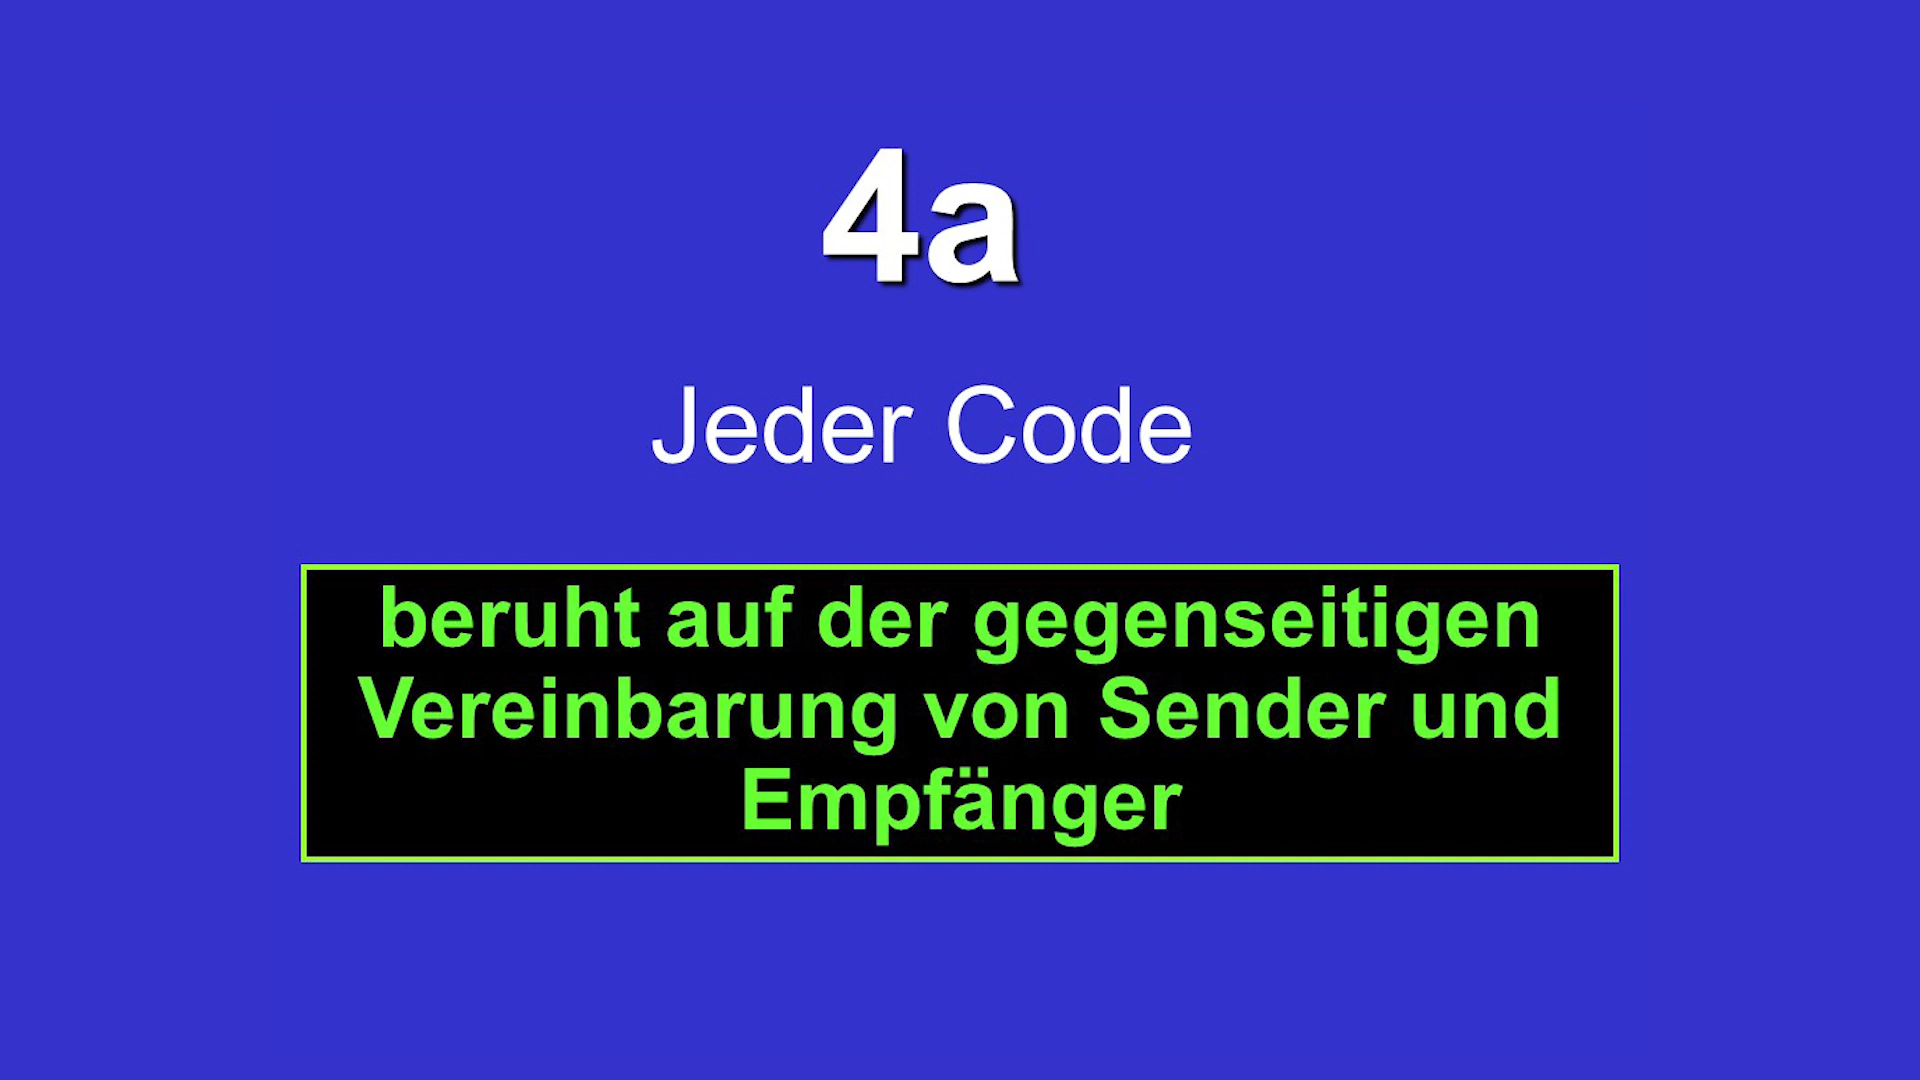 4a
Jeder Code
beruht auf der gegenseitigen
Vereinbarung von Sender und
Empfänger